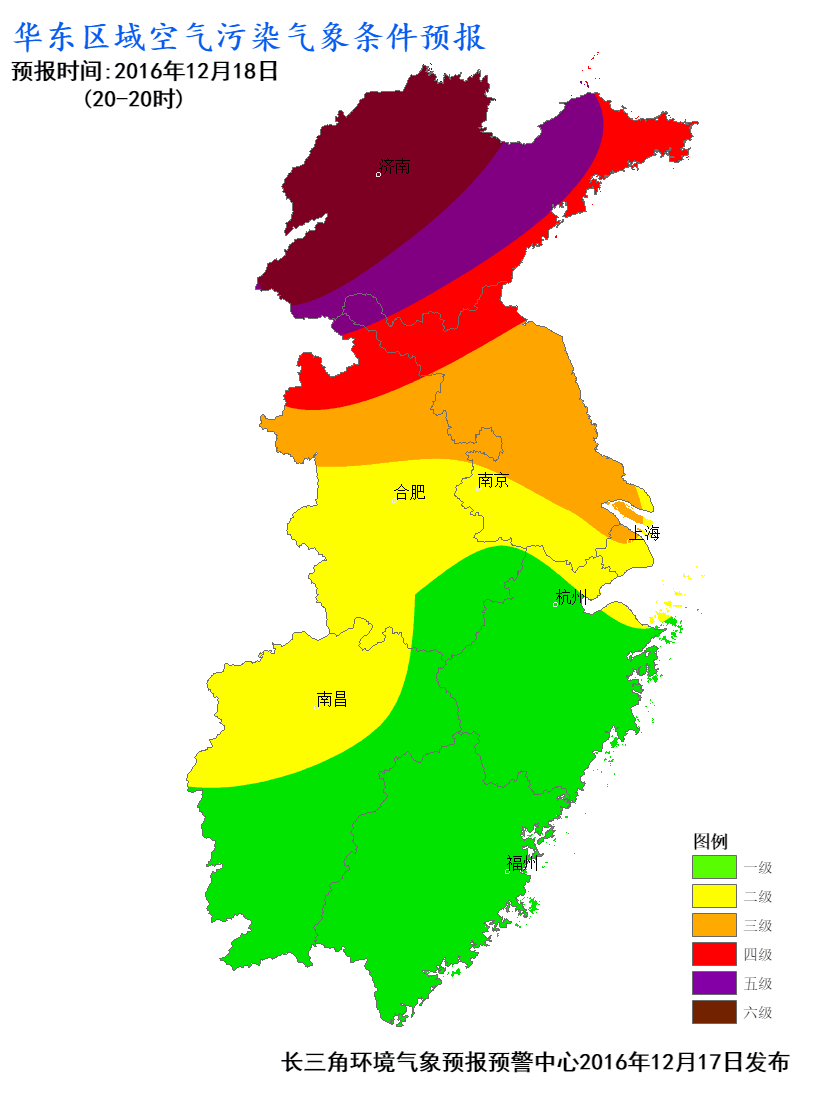 华东区域空气污染气象条件预报
预报时间:2016年12月18日
(20-20时)
济南
南京
合肥
上海
杭州
南昌
福州
图例
一级
二级
三级
四级
五级
六级
长三角环境气象预报预警中心2016年12月17日发布